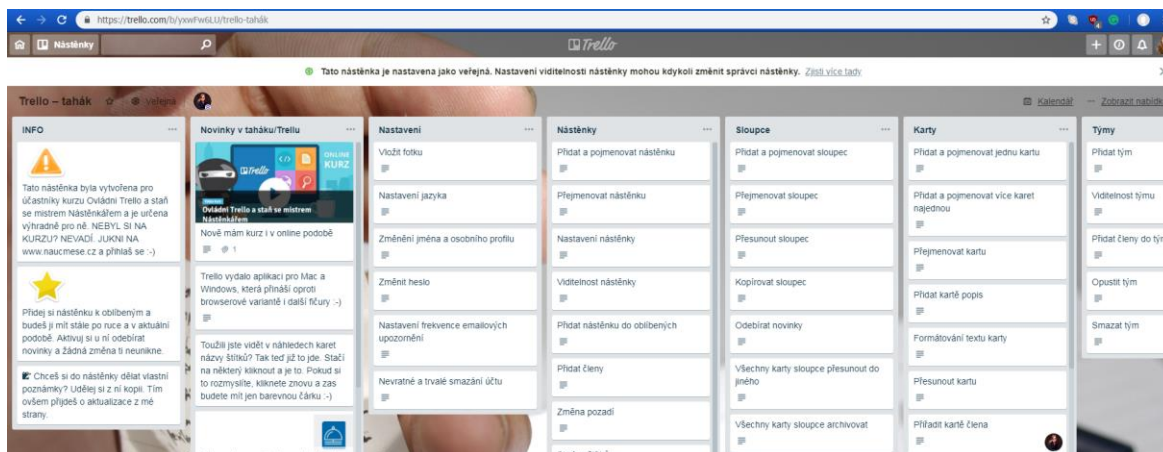 https://trello.com/b/yxwFw6LU/trello-tahák
Nástěnky
Trello
Tato nástěnka je nastavena jako veřejná. Nastavení viditelnosti nástěnky mohou kdykoli změnit správci nástěnky. Zjisti více tady
Trello – tahák
Veřejná
Kalendář
Zobrazit nabídk
INFO
Tato nástěnka byla vytvořena pro
účastníky kurzu Ovládni Trello a staň
se mistrem Nástěnkářem a je určena
výhradně pro ně. NEBYL SI NA
KURZU? NEVADÍ. JUKNI NA
www.naucmese.cz a přihlaš se :-)
Přidej si nástěnku k oblíbeným a
budeš ji mít stále po ruce a v aktuální
podobě. Aktivuj si u ní odebírat
novinky a žádná změna ti neunikne.
Chceš si do nástěnky dělat vlastní
poznámky? Udělej si z ní kopii. Tím
ovšem přijdeš o aktualizace z mé
strany.
Novinky v taháku/Trellu
Trello
ONLINE
KURZ
Ovládni Trello a staň se mistrem
Nástěnkářem
Nově mám kurz i v online podobě
1
Trello vydalo aplikaci pro Mac a
Windows, která přináší oproti
browserové variantě i další fičury :-)
Toužili jste vidět v náhledech karet
názvy štítků? Tak teď již to jde. Stačí
na některý kliknout a je to. Pokud si
to rozmyslíte, kliknete znovu a zas
budete mít jen barevnou čárku :-)
Nastavení
Vložit fotku
Nastavení jazyka
Změnění jména a osobního profilu
Změnit heslo
Nastavení frekvence emailových
upozornění
Nevratné a trvalé smazání účtu
Nástěnky
Přidat a pojmenovat nástěnku
Přejmenovat nástěnku
Nastavení nástěnky
Viditelnost nástěnky
Přidat nástěnku do oblíbených
Přidat členy
Změna pozadí
Sloupce
Přidat a pojmenovat sloupec
Přejmenovat sloupec
Přesunout sloupec
Kopírovat sloupec
Odebírat novinky
Všechny karty sloupce přesunout do
jiného
Všechny karty sloupce archivovat
Karty
Přidat a pojmenovat jednu kartu
Přidat a pojmenovat více karet
najednou
Přejmenovat kartu
Přidat kartě popis
Formátování textu karty
Přesunout kartu
Přiřadit kartě člena
Týmy
Přidat tým
Viditelnost týmu
Přidat členy do tým
Opustit tým
Smazat tým